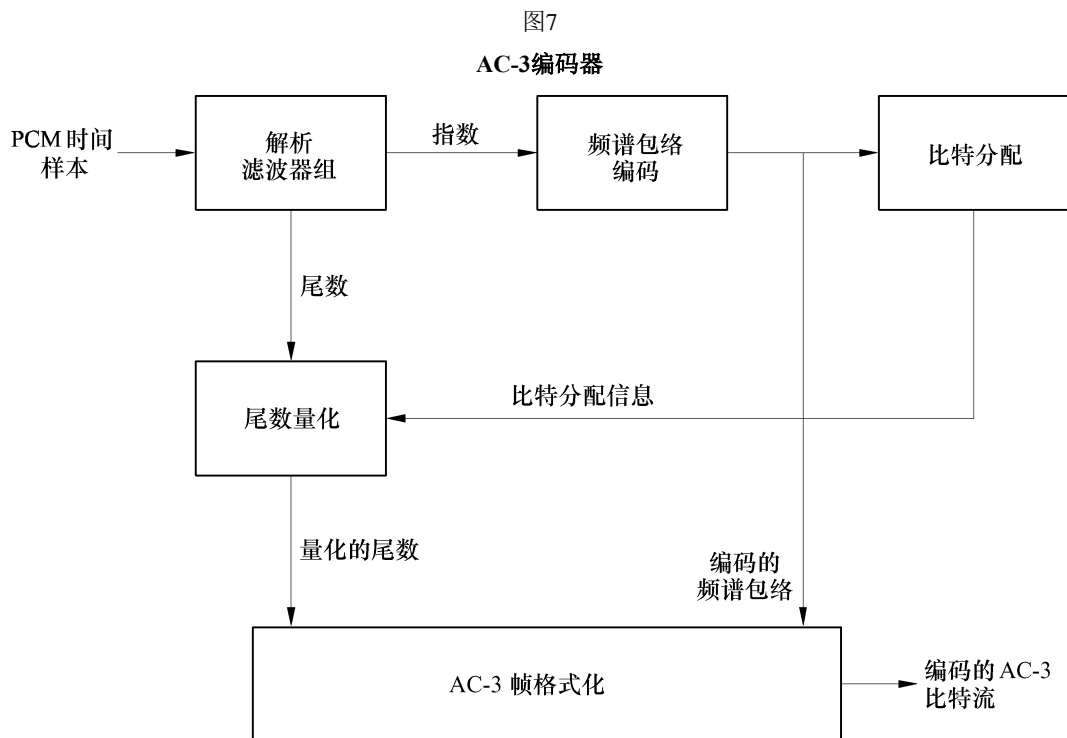 图7
AC-3编码器
PCM 时间
样本
解析
滤波器组
指数
频谱包络
编码
比特分配
尾数
尾数量化
比特分配信息
量化的尾数
编码的
频谱包络
AC-3 帧格式化
编码的 AC-3
比特流